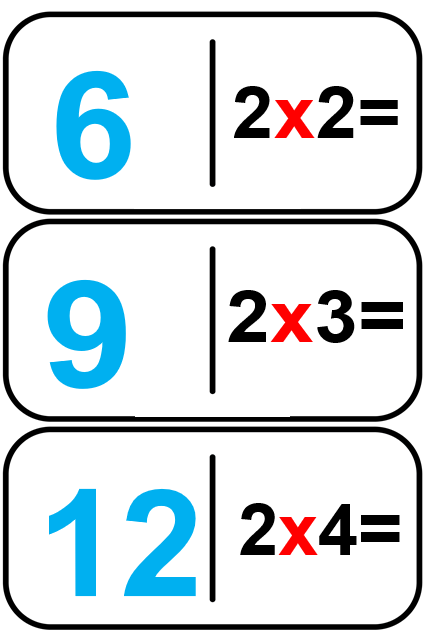 6 2x2=
9 2x3=
12 2x4=